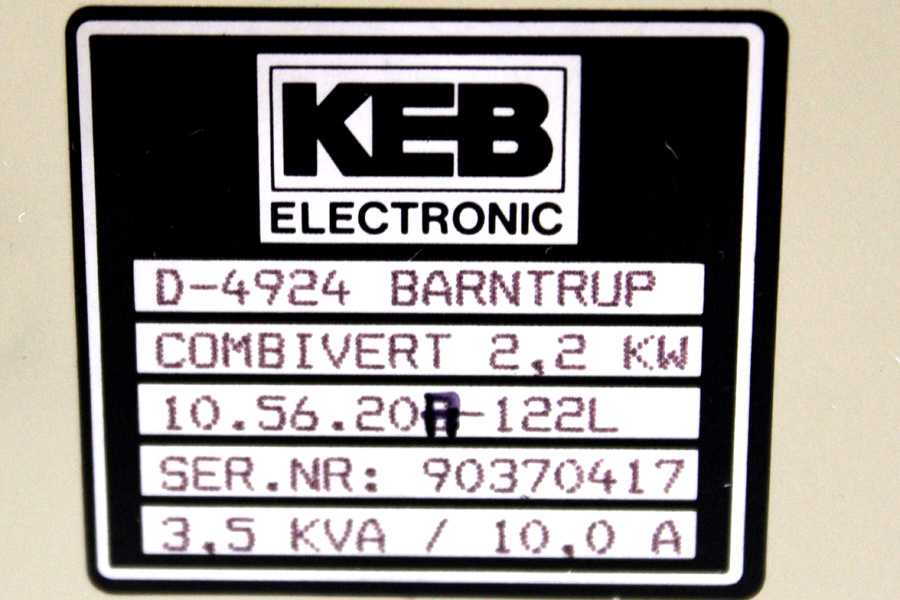 KEB
ELECTRONIC
D-4924 BARNTRUP
COMBIVERT 2,2 KW
10.56.20R-122L
SER.NR: 90370417
3,5 KVA / 10,0 A